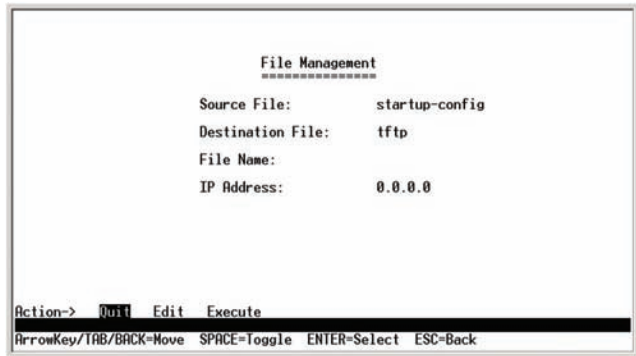 File Management
===============
Source File: startup-config
Destination File: tftp
File Name:
IP Address: 0.0.0.0
Action-> Quit Edit Execute
ArrowKey/TAB/BACK=Move SPACE=Toggle ENTER=Select ESC=Back